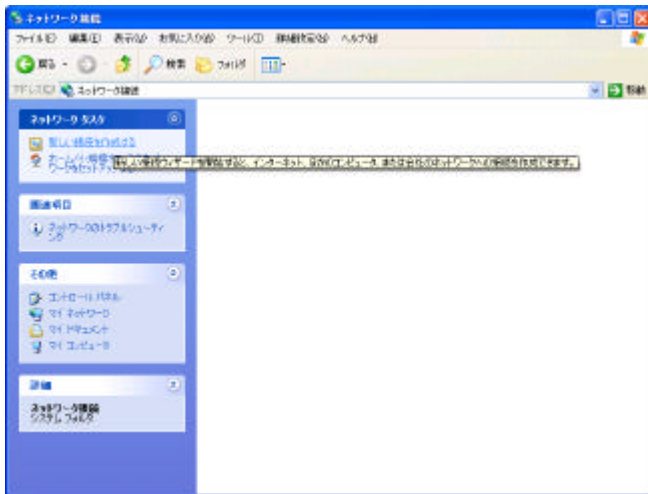 ネットワーク接続
ファイル(F) 編集(E) 表示(V) お気に入り(A) ツール(T) 詳細設定(N) ヘルプ(H)
戻る 検索 フォルダ
アドレス(D) ネットワーク接続 移動
ネットワーク タスク
新しい接続を作成する
新しい接続ウィザードを開始すると、インターネット、ほかのコンピュータ、または会社のネットワークへの接続を作成できます。
関連項目
ネットワークのトラブルシューティ
ング
その他
コントロール パネル
マイ ネットワーク
マイ ドキュメント
マイ コンピュータ
詳細
ネットワーク接続
システム フォルダ